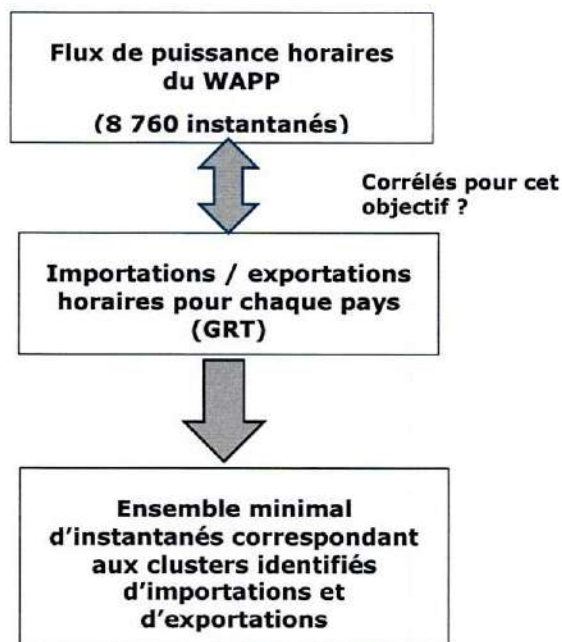 Flux de puissance horaires
du WAPP
(8 760 instantanés)
Corrélés pour cet
objectif ?
Importations / exportations
horaires pour chaque pays
(GRT)
Ensemble minimal
d'instantanés correspondant
aux clusters identifiés
d'importations et
d'exportations